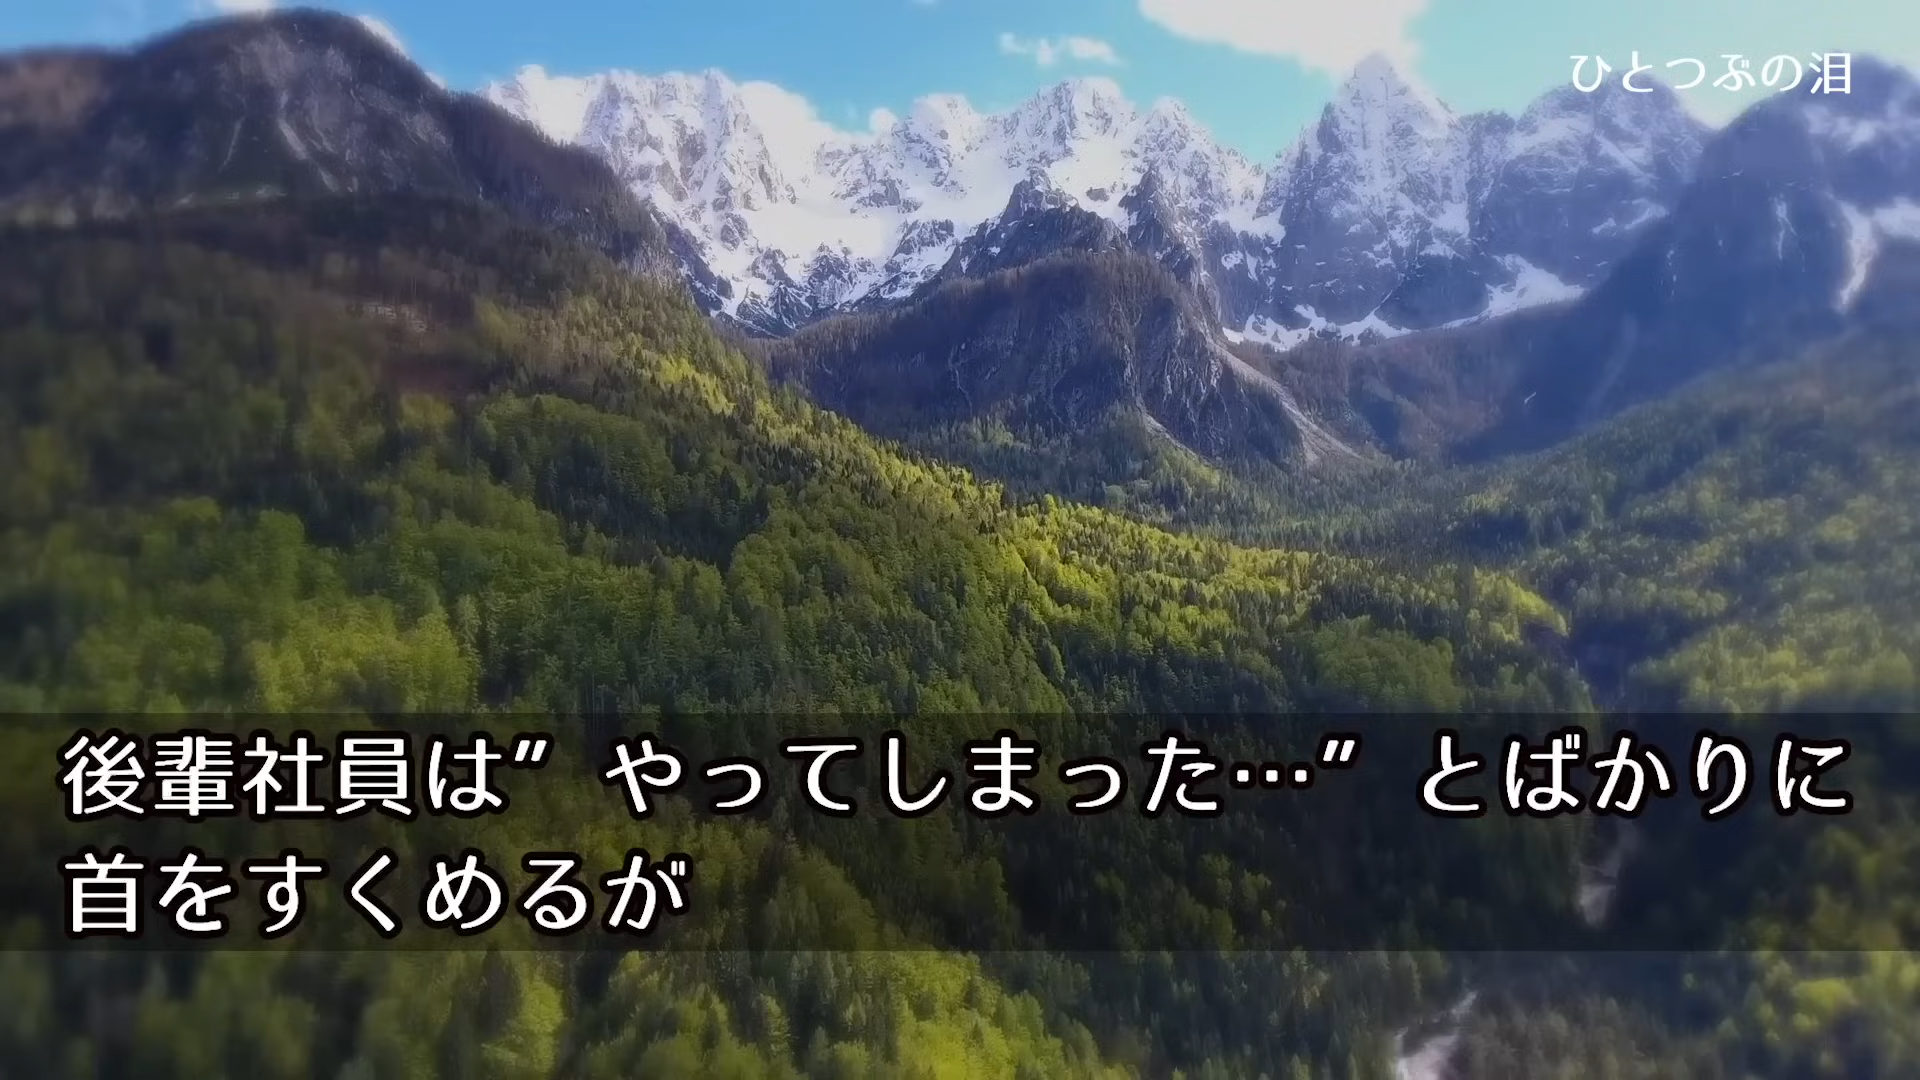 ひとつぶの泪
後輩社員は”やってしまった…”とばかりに
首をすくめるが